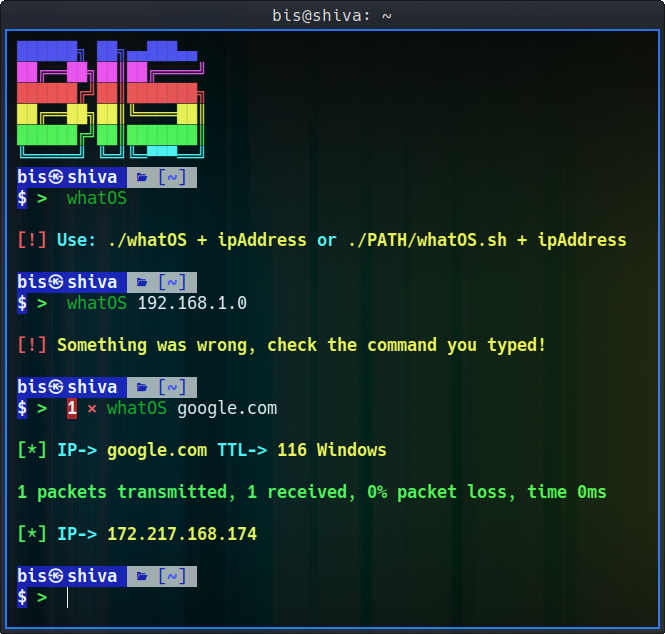 bis@shiva: ~
BIS
bis㉿shiva [~]
$ > whatOS
[!] Use: ./whatOS + ipAddress or ./PATH/whatOS.sh + ipAddress
bis㉿shiva [~]
$ > whatOS 192.168.1.0
[!] Something was wrong, check the command you typed!
bis㉿shiva [~]
$ > 1 × whatOS google.com
[*] IP-> google.com TTL-> 116 Windows
1 packets transmitted, 1 received, 0% packet loss, time 0ms
[*] IP-> 172.217.168.174
bis㉿shiva [~]
$ >